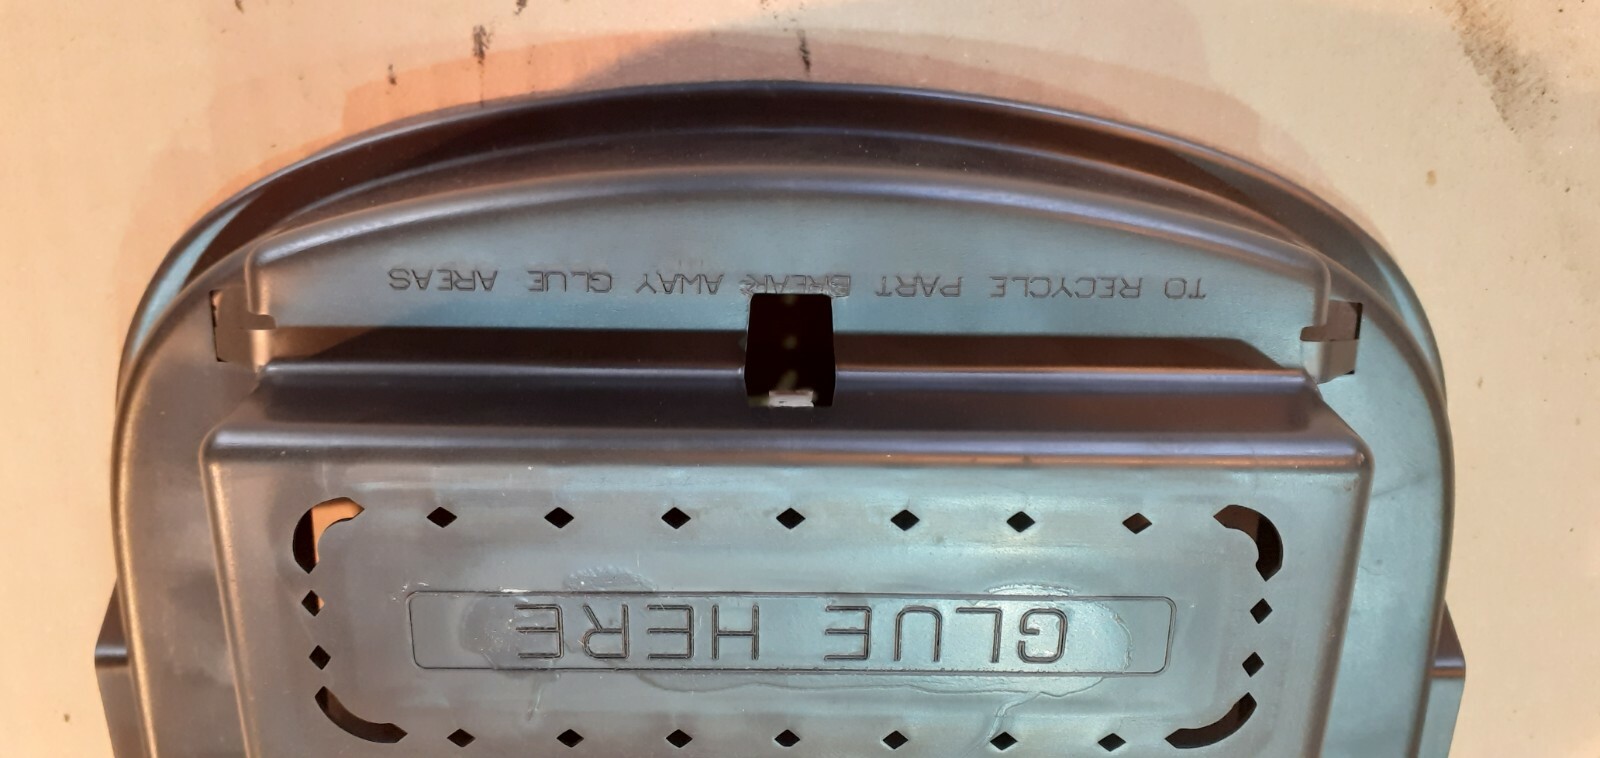 TO RECYCLE PART BREAK AWAY GLUE AREAS
GLUE HERE